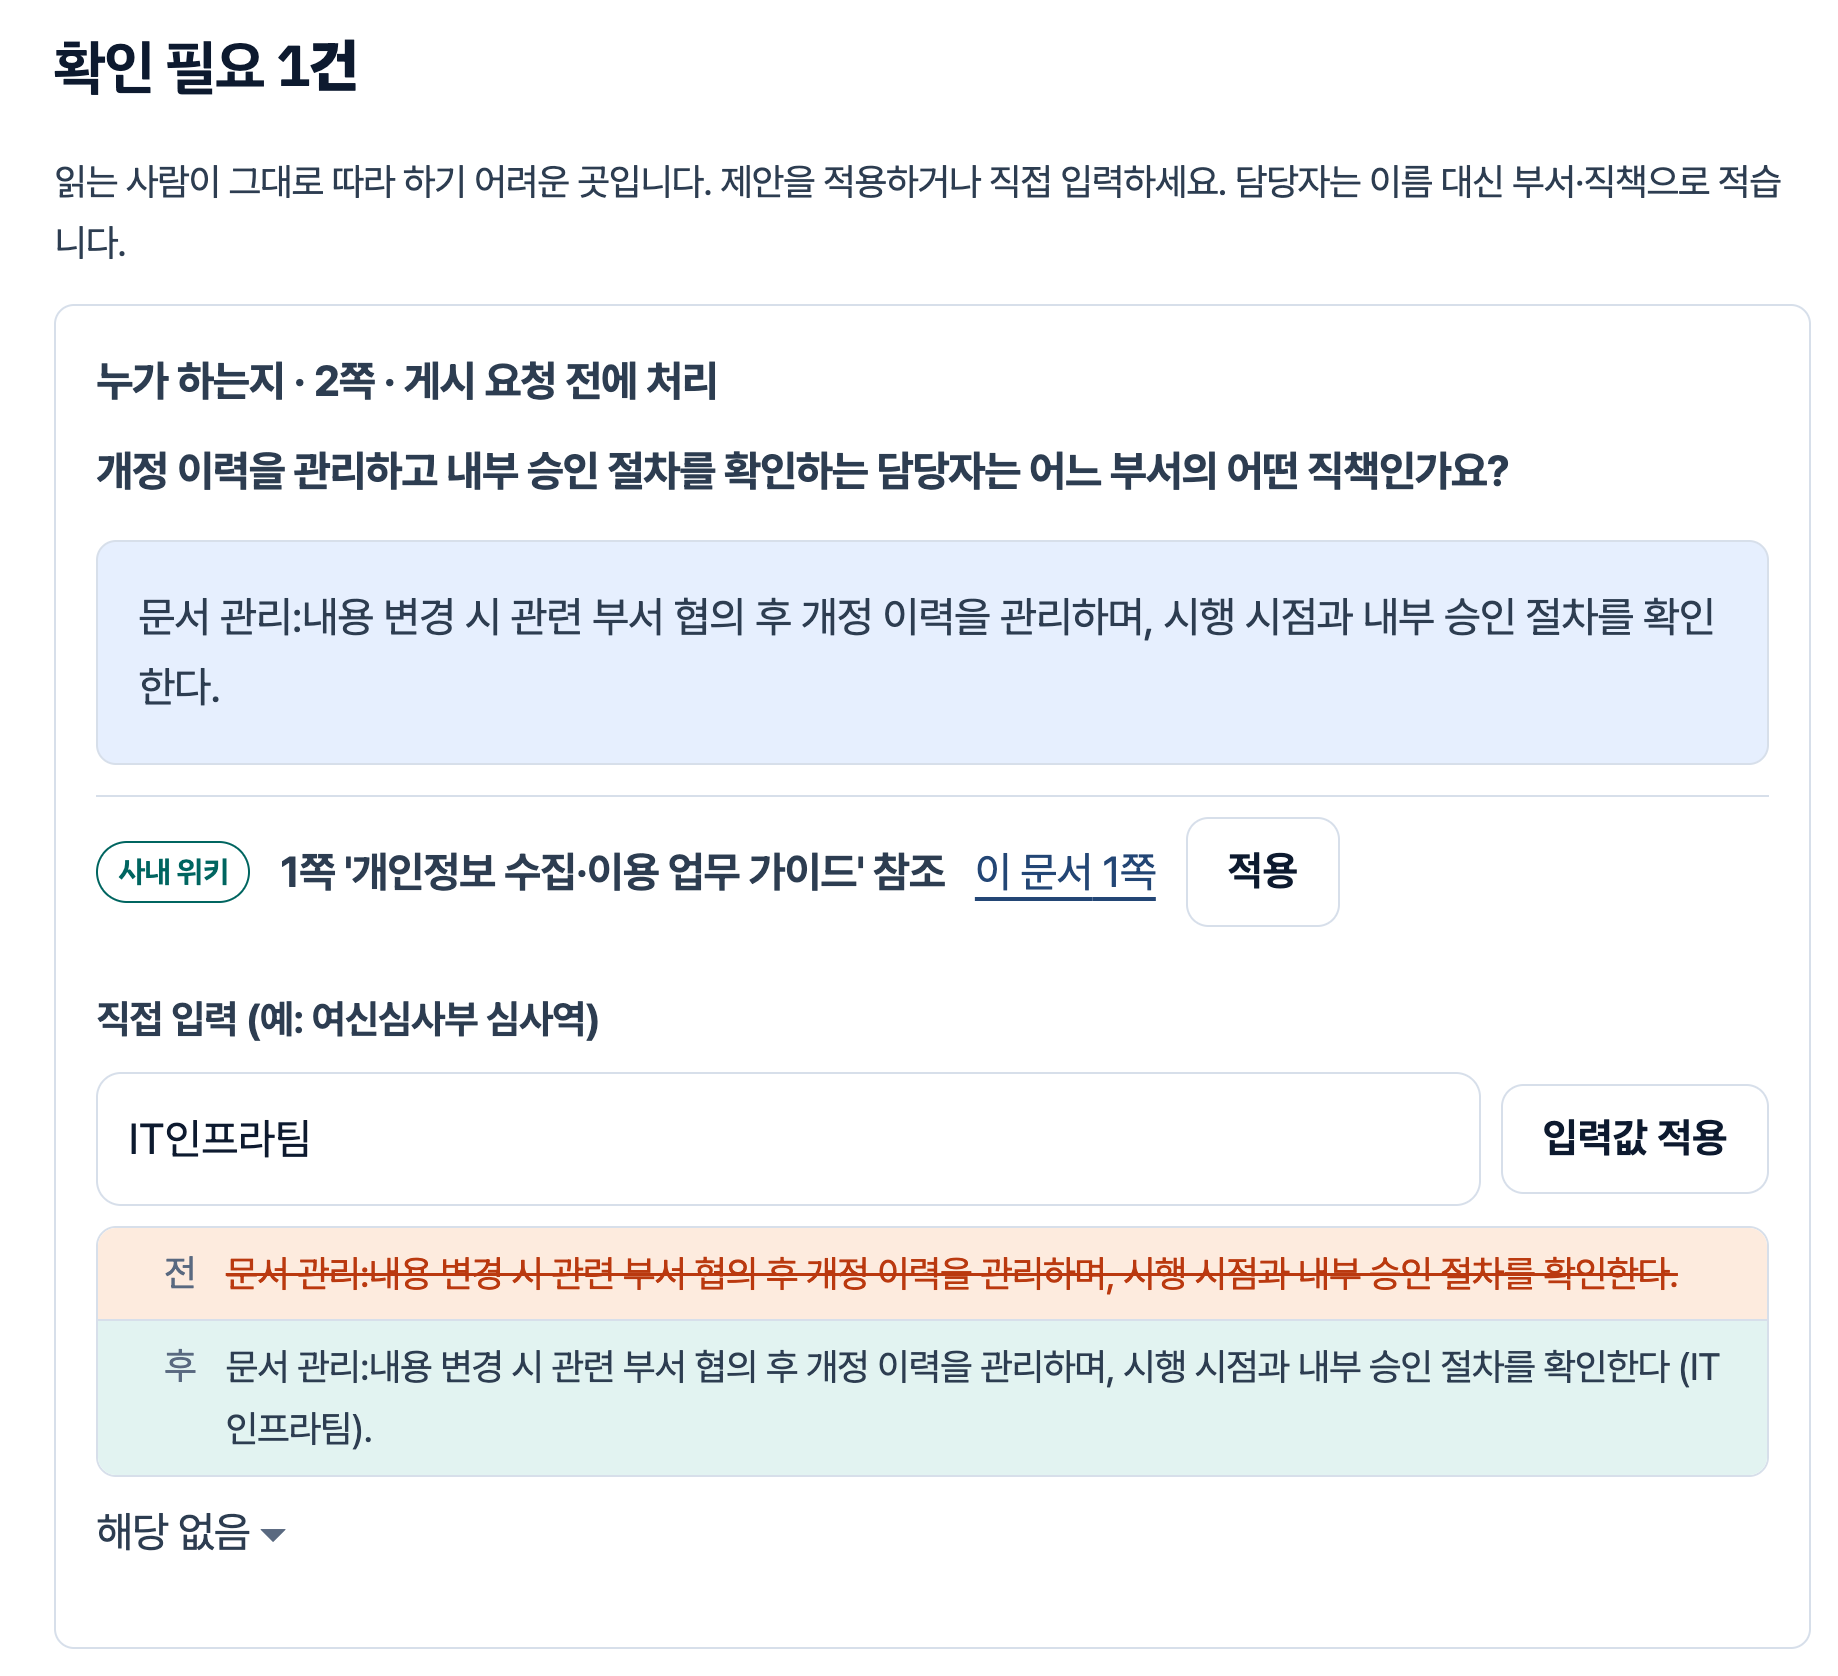 확인 필요 1건
읽는 사람이 그대로 따라 하기 어려운 곳입니다. 제안을 적용하거나 직접 입력하세요. 담당자는 이름 대신 부서·직책으로 적습
니다.
누가 하는지 · 2쪽 · 게시 요청 전에 처리
개정 이력을 관리하고 내부 승인 절차를 확인하는 담당자는 어느 부서의 어떤 직책인가요?
문서 관리:내용 변경 시 관련 부서 협의 후 개정 이력을 관리하며, 시행 시점과 내부 승인 절차를 확인
한다.
사내 위키 1쪽 '개인정보 수집·이용 업무 가이드' 참조 이 문서 1쪽 적용
직접 입력 (예: 여신심사부 심사역)
IT인프라팀 입력값 적용
전 문서 관리:내용 변경 시 관련 부서 협의 후 개정 이력을 관리하며, 시행 시점과 내부 승인 절차를 확인한다.
후 문서 관리:내용 변경 시 관련 부서 협의 후 개정 이력을 관리하며, 시행 시점과 내부 승인 절차를 확인한다 (IT
인프라팀).
해당 없음